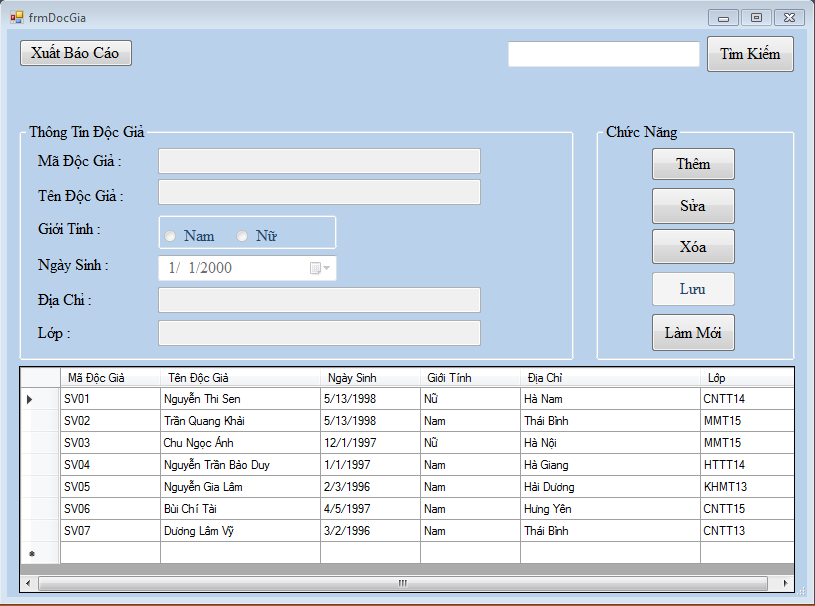 frmDocGia
Xuất Báo Cáo
Tìm Kiếm
Thông Tin Độc Giả
Chức Năng
Mã Độc Giả :
Tên Độc Giả :
Giới Tính :
Nam Nữ
Ngày Sinh :
1/ 1/2000
Địa Chỉ :
Lớp :
Thêm
Sửa
Xóa
Lưu
Làm Mới
Mã Độc Giả Tên Độc Giả Ngày Sinh Giới Tính Địa Chỉ Lớp
SV01 Nguyễn Thi Sen 5/13/1998 Nữ Hà Nam CNTT14
SV02 Trần Quang Khải 5/13/1998 Nam Thái Bình MMT15
SV03 Chu Ngọc Ánh 12/1/1997 Nữ Hà Nội MMT15
SV04 Nguyễn Trần Bảo Duy 1/1/1997 Nam Hà Giang HTTT14
SV05 Nguyễn Gia Lâm 2/3/1996 Nam Hải Dương KHMT13
SV06 Bùi Chí Tài 4/5/1997 Nam Hưng Yên CNTT15
SV07 Dương Lâm Vỹ 3/2/1996 Nam Thái Bình CNTT13